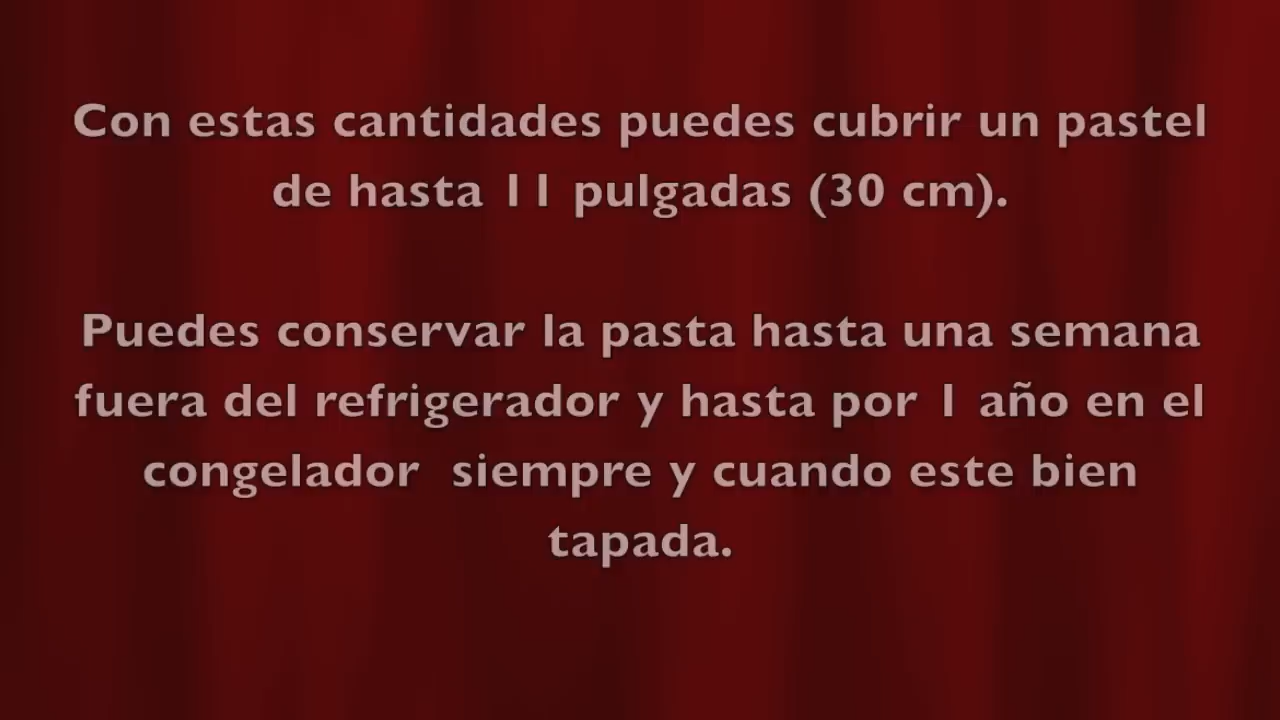 Con estas cantidades puedes cubrir un pastel
de hasta 11 pulgadas (30 cm).
Puedes conservar la pasta hasta una semana
fuera del refrigerador y hasta por 1 año en el
congelador  siempre y cuando este bien
tapada.